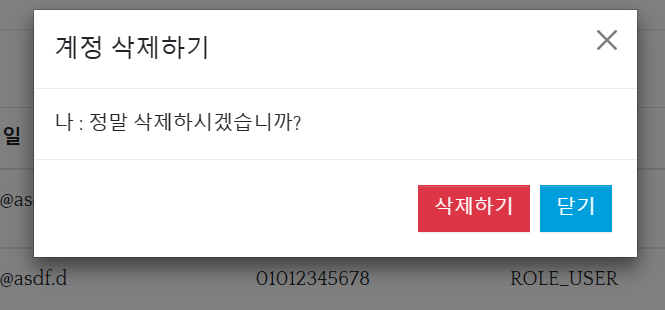 계정 삭제하기
×
나 : 정말 삭제하시겠습니까?
일
@as
삭제하기 닫기
@asdf.d 01012345678 ROLE_USER